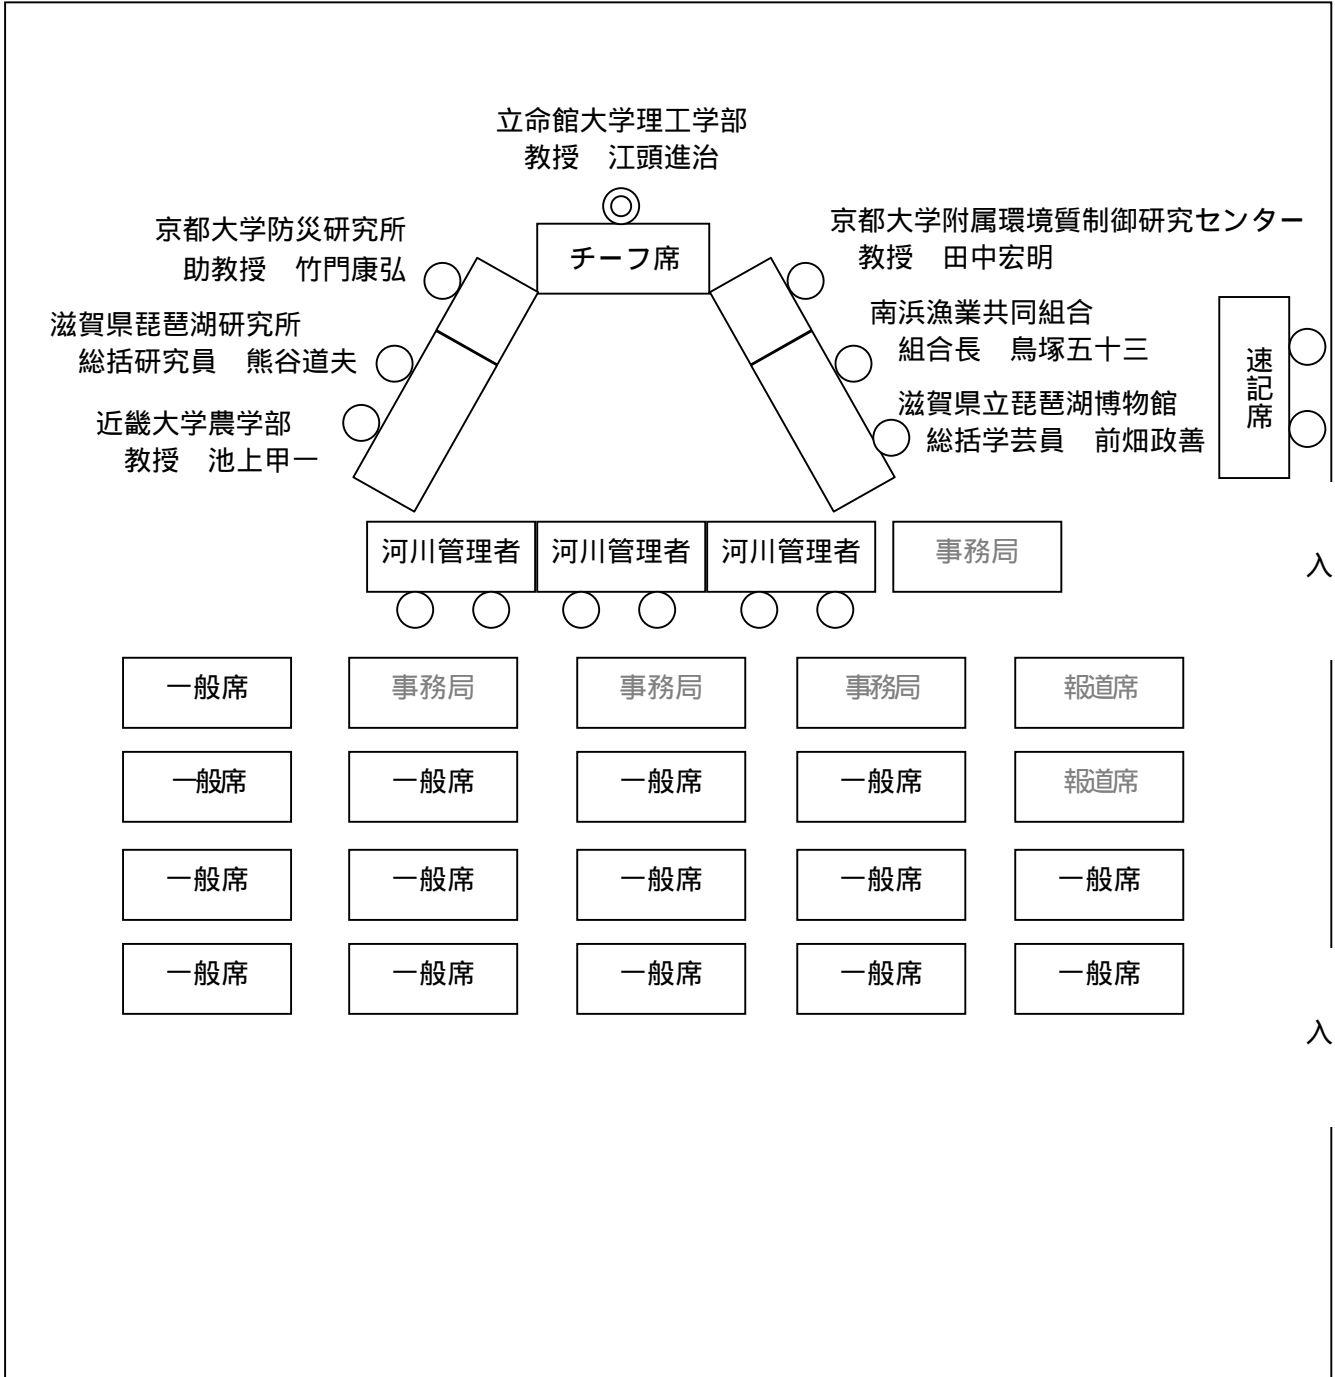 立命館大学理工学部
教授　江頭進治
チーフ席
京都大学防災研究所
助教授　竹門康弘
滋賀県琵琶湖研究所
総括研究員　熊谷道夫
近畿大学農学部
教授　池上甲一
京都大学附属環境質制御研究センター
教授　田中宏明
南浜漁業共同組合
組合長　鳥塚五十三
滋賀県立琵琶湖博物館
総括学芸員　前畑政善
速記席
河川管理者　河川管理者　河川管理者　事務局
入
一般席　事務局　事務局　事務局　報道席
一般席　一般席　一般席　一般席　報道席
一般席　一般席　一般席　一般席　一般席
一般席　一般席　一般席　一般席　一般席
入